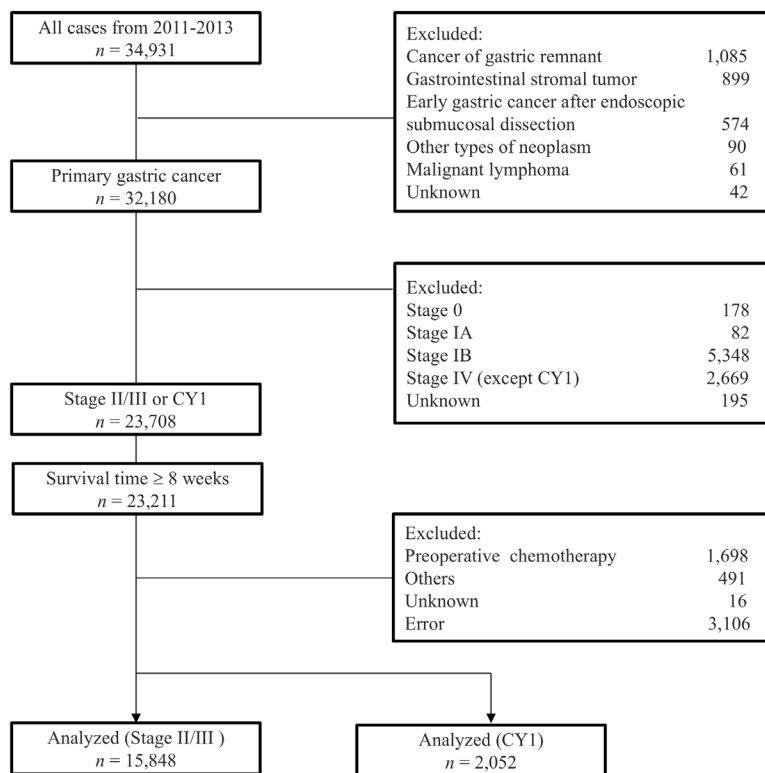 All cases from 2011-2013
n = 34,931
Excluded:
Cancer of gastric remnant 1,085
Gastrointestinal stromal tumor 899
Early gastric cancer after endoscopic
submucosal dissection 574
Other types of neoplasm 90
Malignant lymphoma 61
Unknown 42
Primary gastric cancer
n = 32,180
Excluded:
Stage 0 178
Stage IA 82
Stage IB 5,348
Stage IV (except CY1) 2,669
Unknown 195
Stage II/III or CY1
n = 23,708
Survival time ≥ 8 weeks
n = 23,211
Excluded:
Preoperative chemotherapy 1,698
Others 491
Unknown 16
Error 3,106
Analyzed (Stage II/III )
n = 15,848
Analyzed (CY1)
n = 2,052